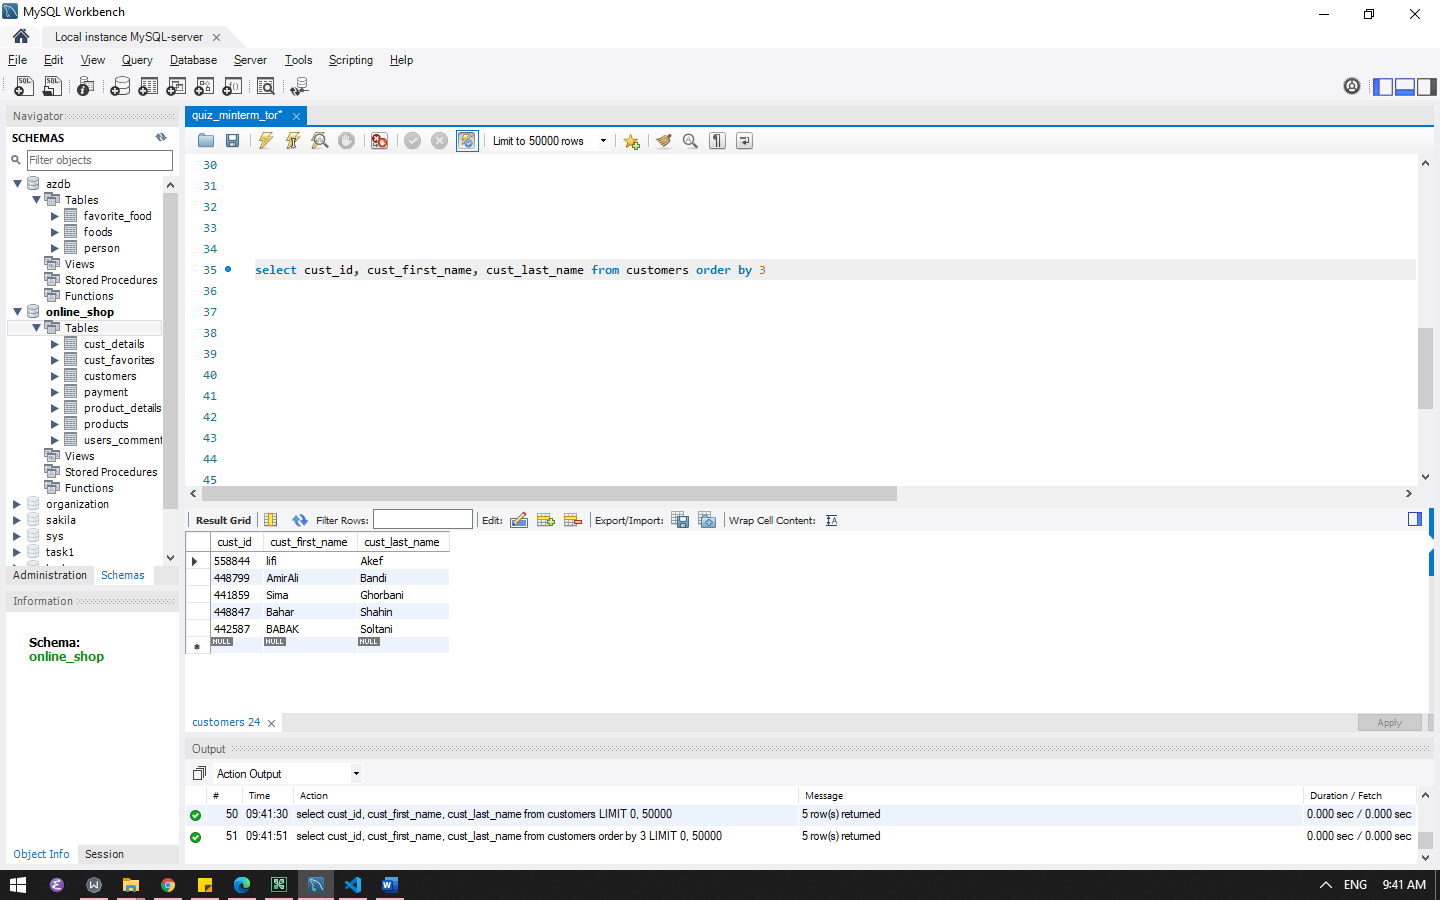 MySQL Workbench
Local instance MySQL-server
File Edit View Query Database Server Tools Scripting Help
Navigator
SCHEMAS
Filter objects
azdb
Tables
favorite_food
foods
person
Views
Stored Procedures
Functions
online_shop
Tables
cust_details
cust_favorites
customers
payment
product_details
products
users_comment
Views
Stored Procedures
Functions
organization
sakila
sys
task1
Administration Schemas
Information
Schema:
online_shop
Object Info Session
quiz_minterm_tor*
Limit to 50000 rows
30
31
32
33
34
35 select cust_id, cust_first_name, cust_last_name from customers order by 3
36
37
38
39
40
41
42
43
44
45
Result Grid Filter Rows: Edit: Export/Import: Wrap Cell Content:
cust_id cust_first_name cust_last_name
558844 lifi Akef
448799 AmirAli Bandi
441859 Sima Ghorbani
448847 Bahar Shahin
442587 BABAK Soltani
NULL NULL NULL
customers 24
Apply
Output
Action Output
# Time Action Message Duration / Fetch
50 09:41:30 select cust_id, cust_first_name, cust_last_name from customers LIMIT 0, 50000 5 row(s) returned 0.000 sec / 0.000 sec
51 09:41:51 select cust_id, cust_first_name, cust_last_name from customers order by 3 LIMIT 0, 50000 5 row(s) returned 0.000 sec / 0.000 sec
ENG 9:41 AM